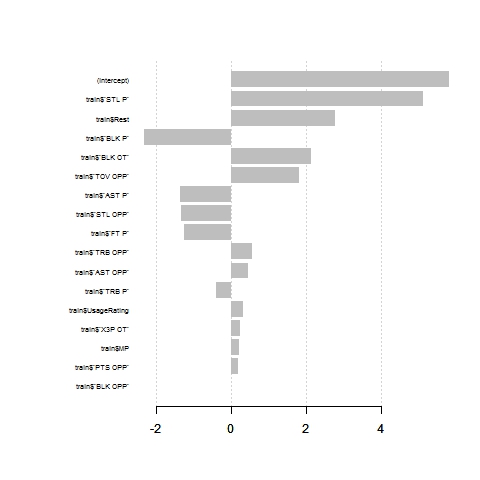 (Intercept)
train$`STL P`
train$Rest
train$`BLK P`
train$`BLK OT`
train$`TOV OPP`
train$`AST P`
train$`STL OPP`
train$`FT P`
train$`TRB OPP`
train$`AST OPP`
train$`TRB P`
train$UsageRating
train$`X3P OT`
train$MP
train$`PTS OPP`
train$`BLK OPP`
-2 0 2 4